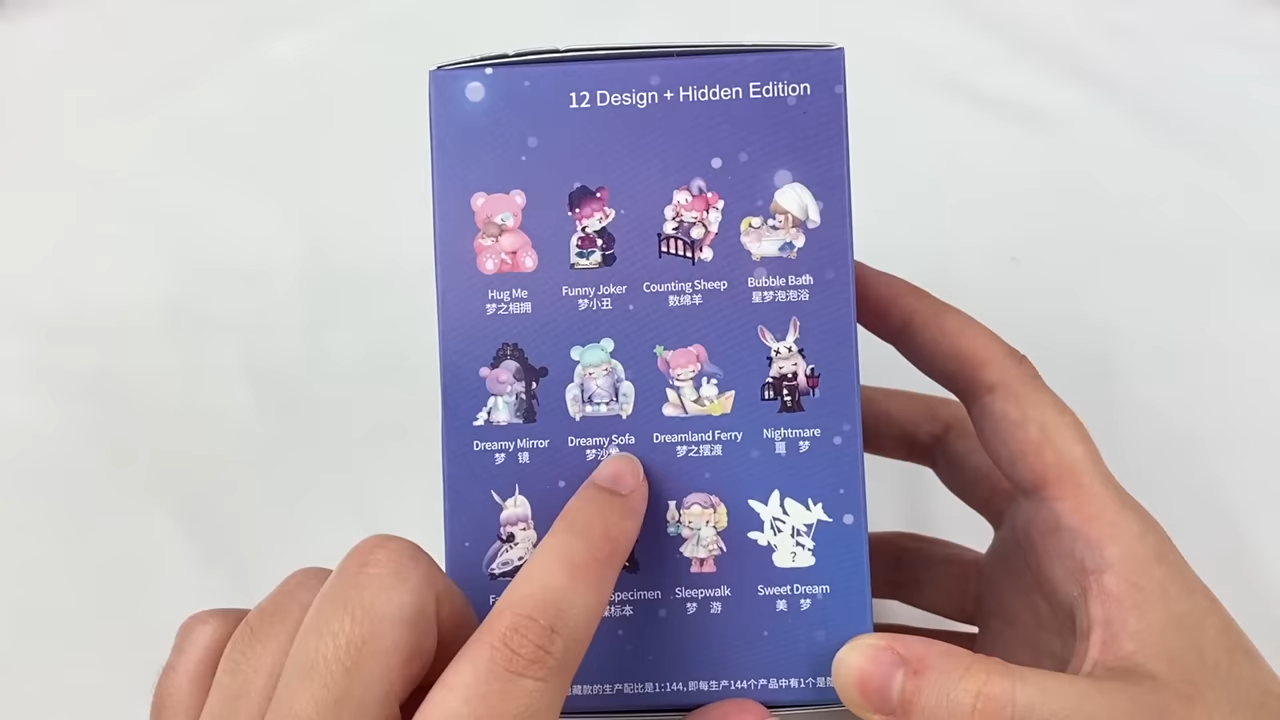 12 Design + Hidden Edition
Hug Me
梦之相拥
Funny Joker
梦小丑
Counting Sheep
数绵羊
Bubble Bath
星梦泡泡浴
Dreamy Mirror
梦 镜
Dreamy Sofa
梦沙发
Dreamland Ferry
梦之摆渡
Nightmare
噩 梦
Specimen
标本
Sleepwalk
梦 游
Sweet Dream
美 梦
?
藏款的生产配比是1:144,即每生产144个产品中有1个是隐